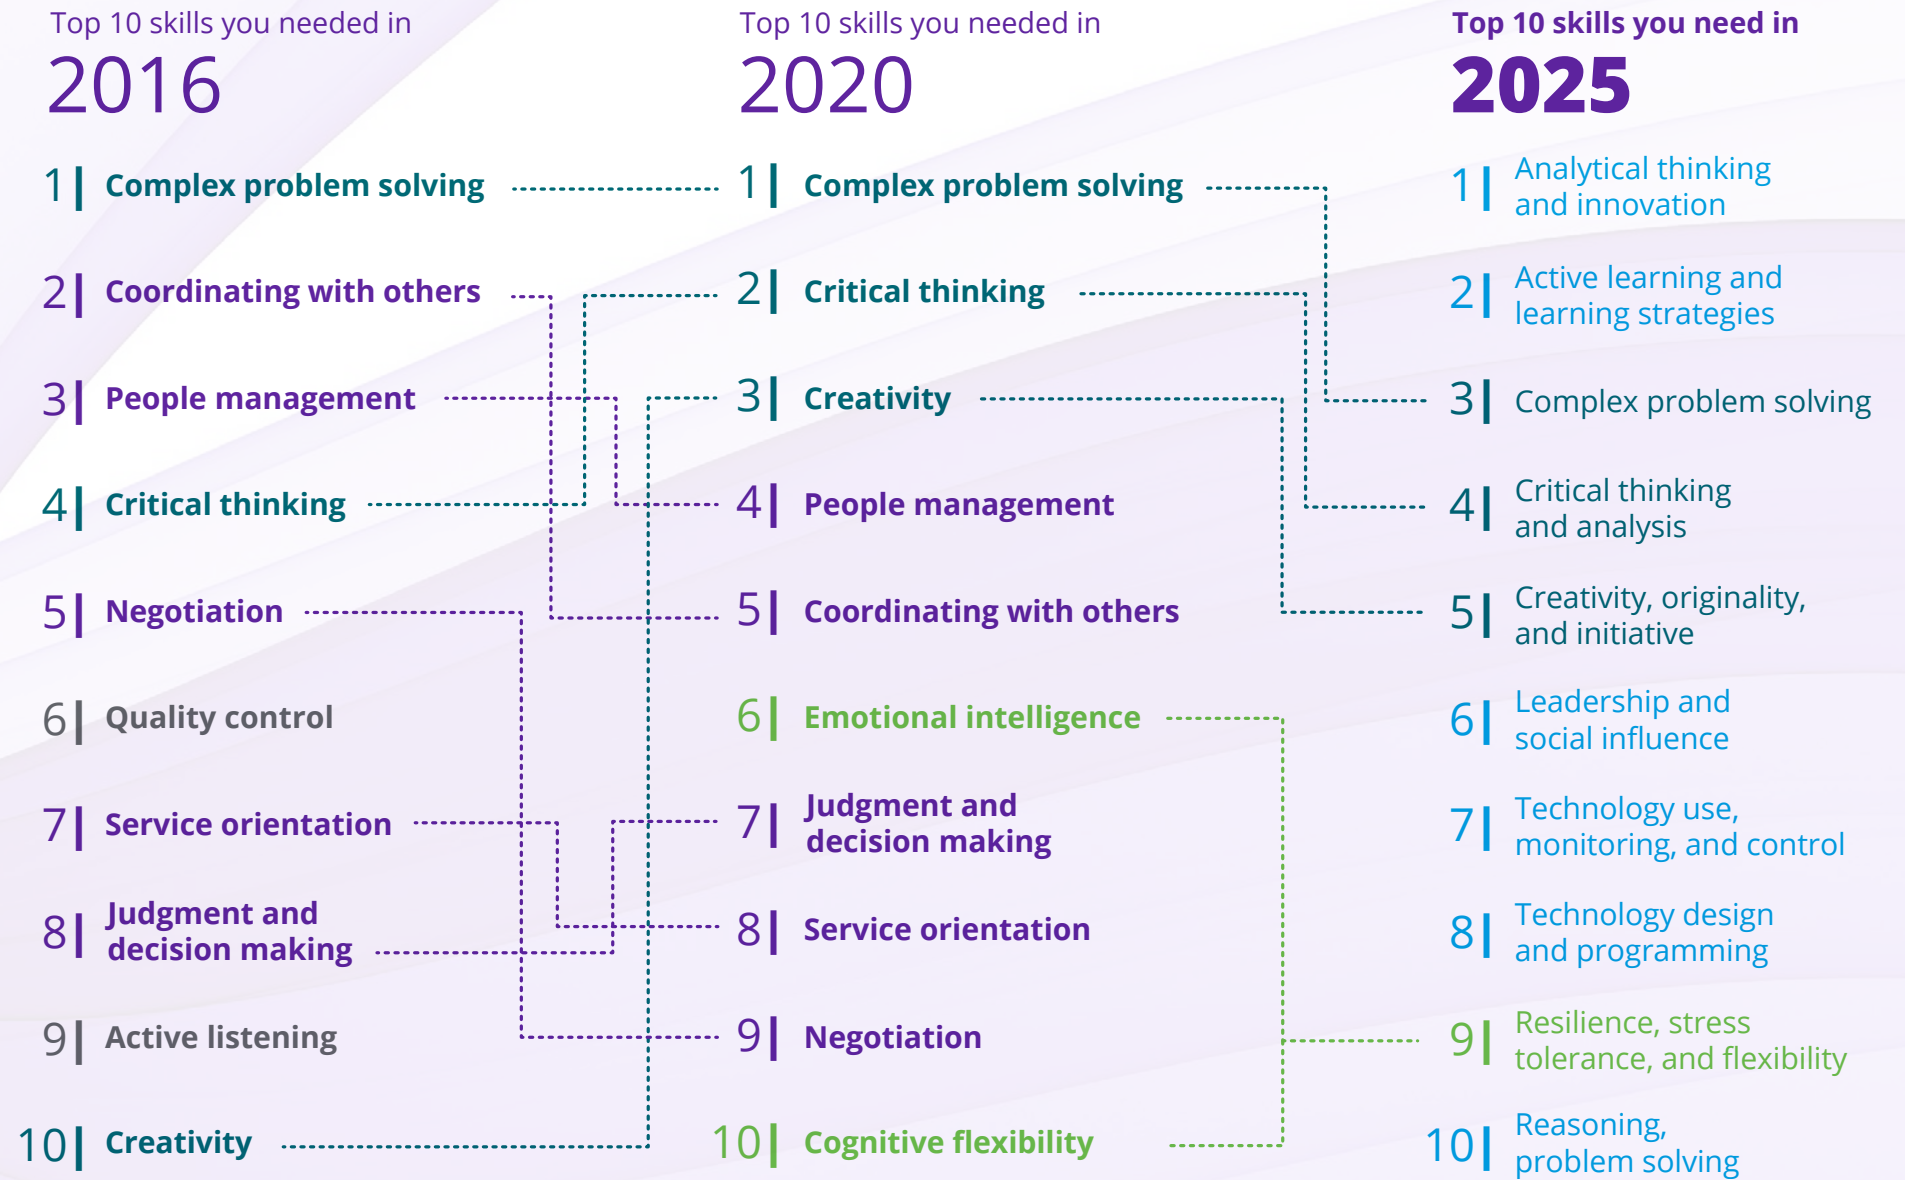 Top 10 skills you needed in
2016
1 Complex problem solving
2 Coordinating with others
3 People management
4 Critical thinking
5 Negotiation
6 Quality control
7 Service orientation
8 Judgment and
decision making
9 Active listening
10 Creativity
Top 10 skills you needed in
2020
1 Complex problem solving
2 Critical thinking
3 Creativity
4 People management
5 Coordinating with others
6 Emotional intelligence
7 Judgment and
decision making
8 Service orientation
9 Negotiation
10 Cognitive flexibility
Top 10 skills you need in
2025
1 Analytical thinking
and innovation
2 Active learning and
learning strategies
3 Complex problem solving
4 Critical thinking
and analysis
5 Creativity, originality,
and initiative
6 Leadership and
social influence
7 Technology use,
monitoring, and control
8 Technology design
and programming
9 Resilience, stress
tolerance, and flexibility
10 Reasoning,
problem solving